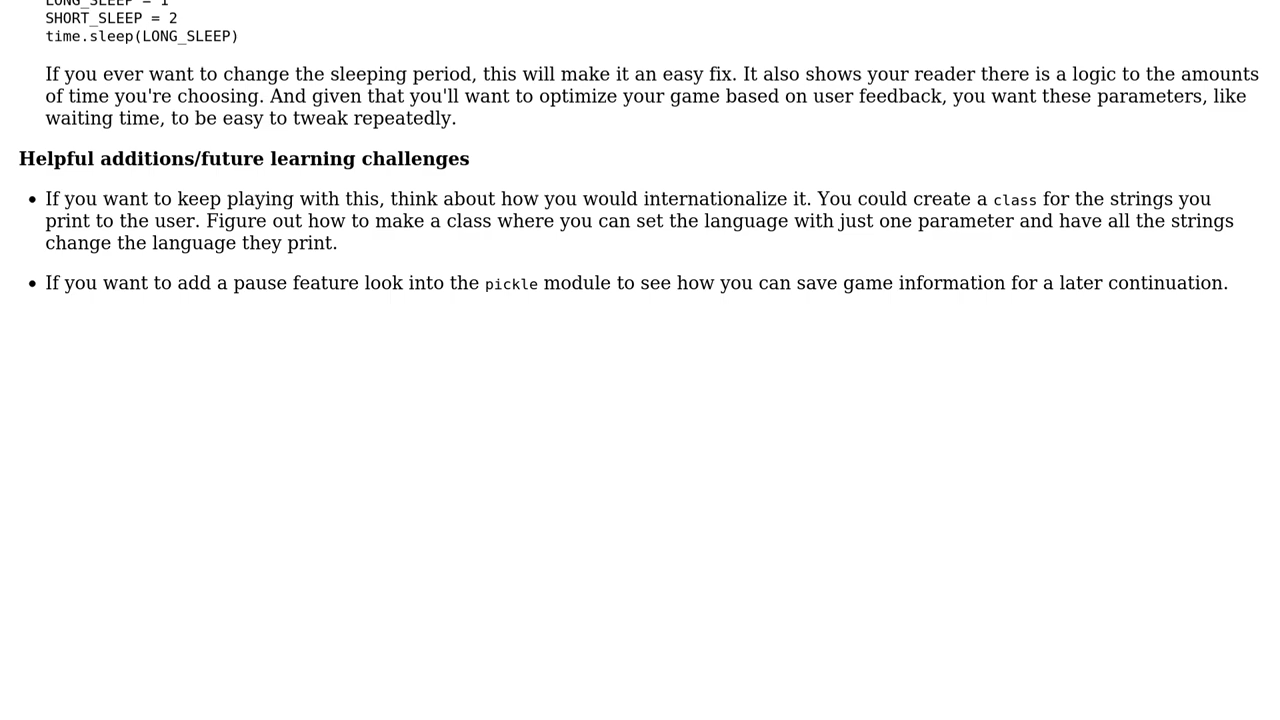 LONG_SLEEP = 1
SHORT_SLEEP = 2
time.sleep(LONG_SLEEP)
If you ever want to change the sleeping period, this will make it an easy fix. It also shows your reader there is a logic to the amounts
of time you're choosing. And given that you'll want to optimize your game based on user feedback, you want these parameters, like
waiting time, to be easy to tweak repeatedly.
Helpful additions/future learning challenges
• If you want to keep playing with this, think about how you would internationalize it. You could create a class for the strings you
print to the user. Figure out how to make a class where you can set the language with just one parameter and have all the strings
change the language they print.
• If you want to add a pause feature look into the pickle module to see how you can save game information for a later continuation.